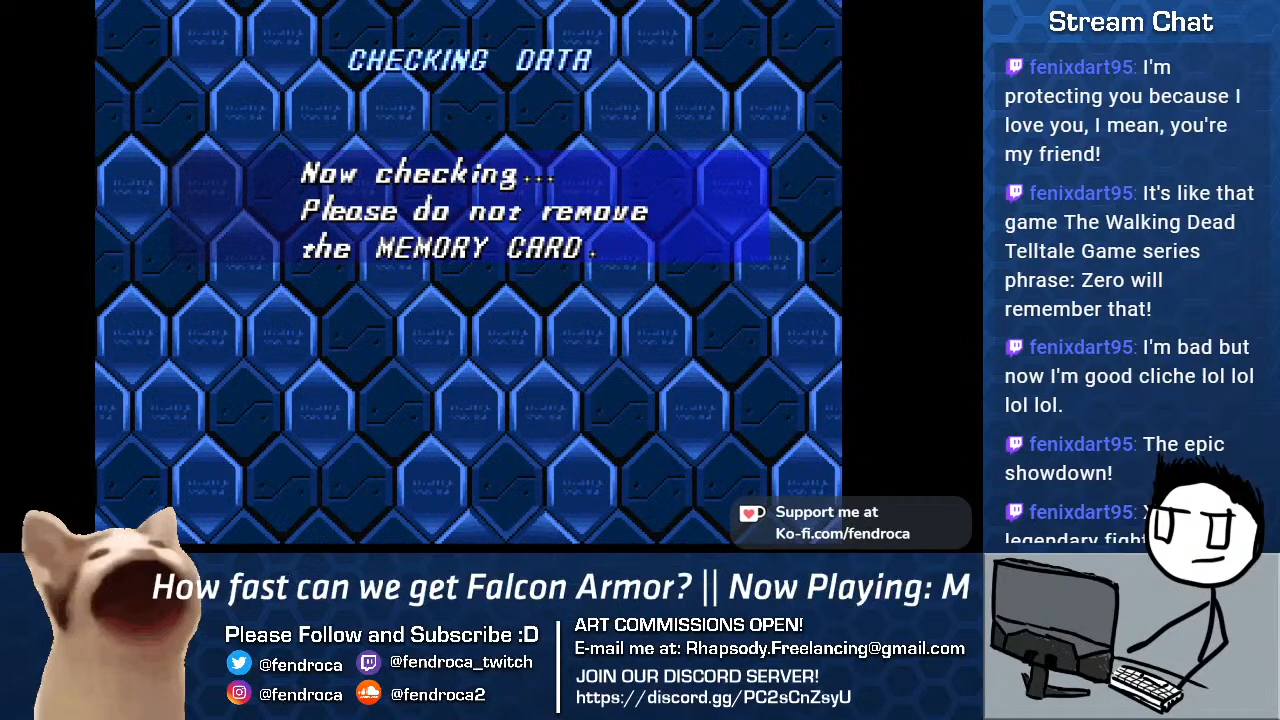 CHECKING DATA
Now checking...
Please do not remove
the MEMORY CARD.
Stream Chat
fenixdart95: I'm
protecting you because I
love you, I mean, you're
my friend!
fenixdart95: It's like that
game The Walking Dead
Telltale Game series
phrase: Zero will
remember that!
fenixdart95: I'm bad but
now I'm good cliche lol lol
lol lol.
fenixdart95: The epic
showdown!
fenixdart95:
legendary fight
Support me at
Ko-fi.com/fendroca
How fast can we get Falcon Armor? || Now Playing: M
Please Follow and Subscribe :D
@fendroca
@fendroca_twitch
@fendroca
@fendroca2
ART COMMISSIONS OPEN!
E-mail me at: Rhapsody.Freelancing@gmail.com
JOIN OUR DISCORD SERVER!
https://discord.gg/PC2sCnZsyU